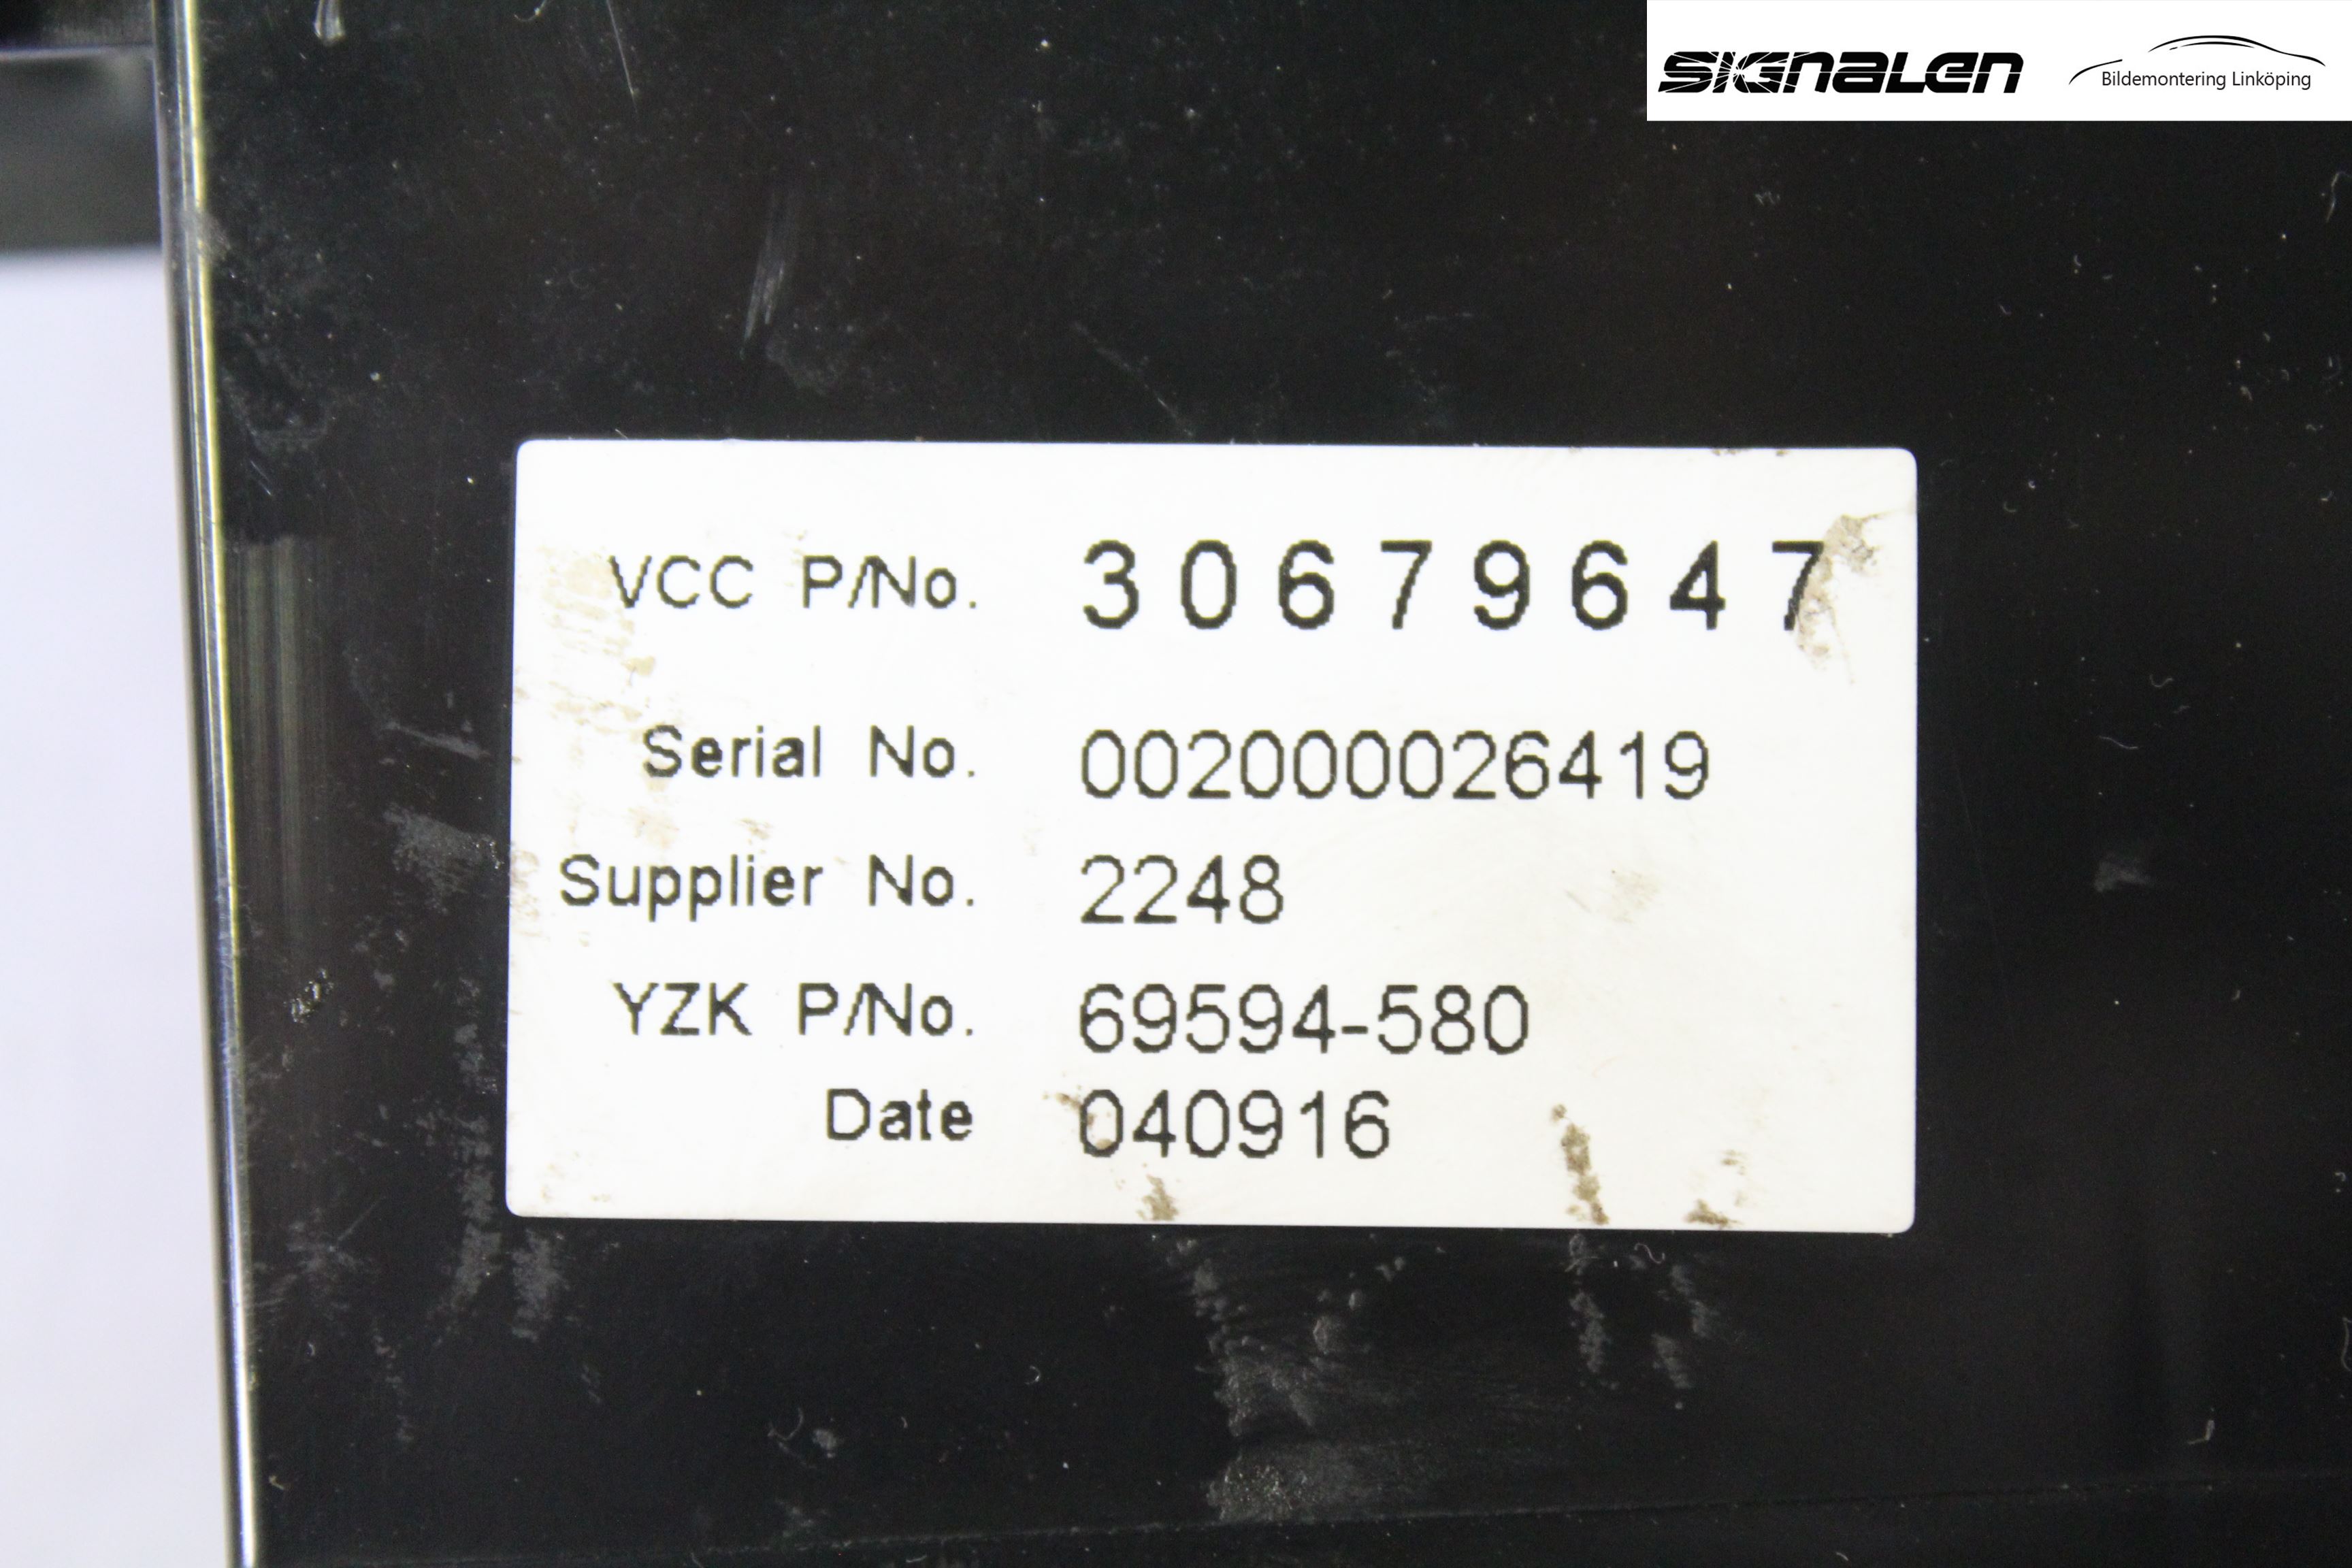 SIGNALEN
Bildemontering Linköping
VCC P/No. 30679647
Serial No. 002000026419
Supplier No. 2248
YZK P/No. 69594-580
Date 040916